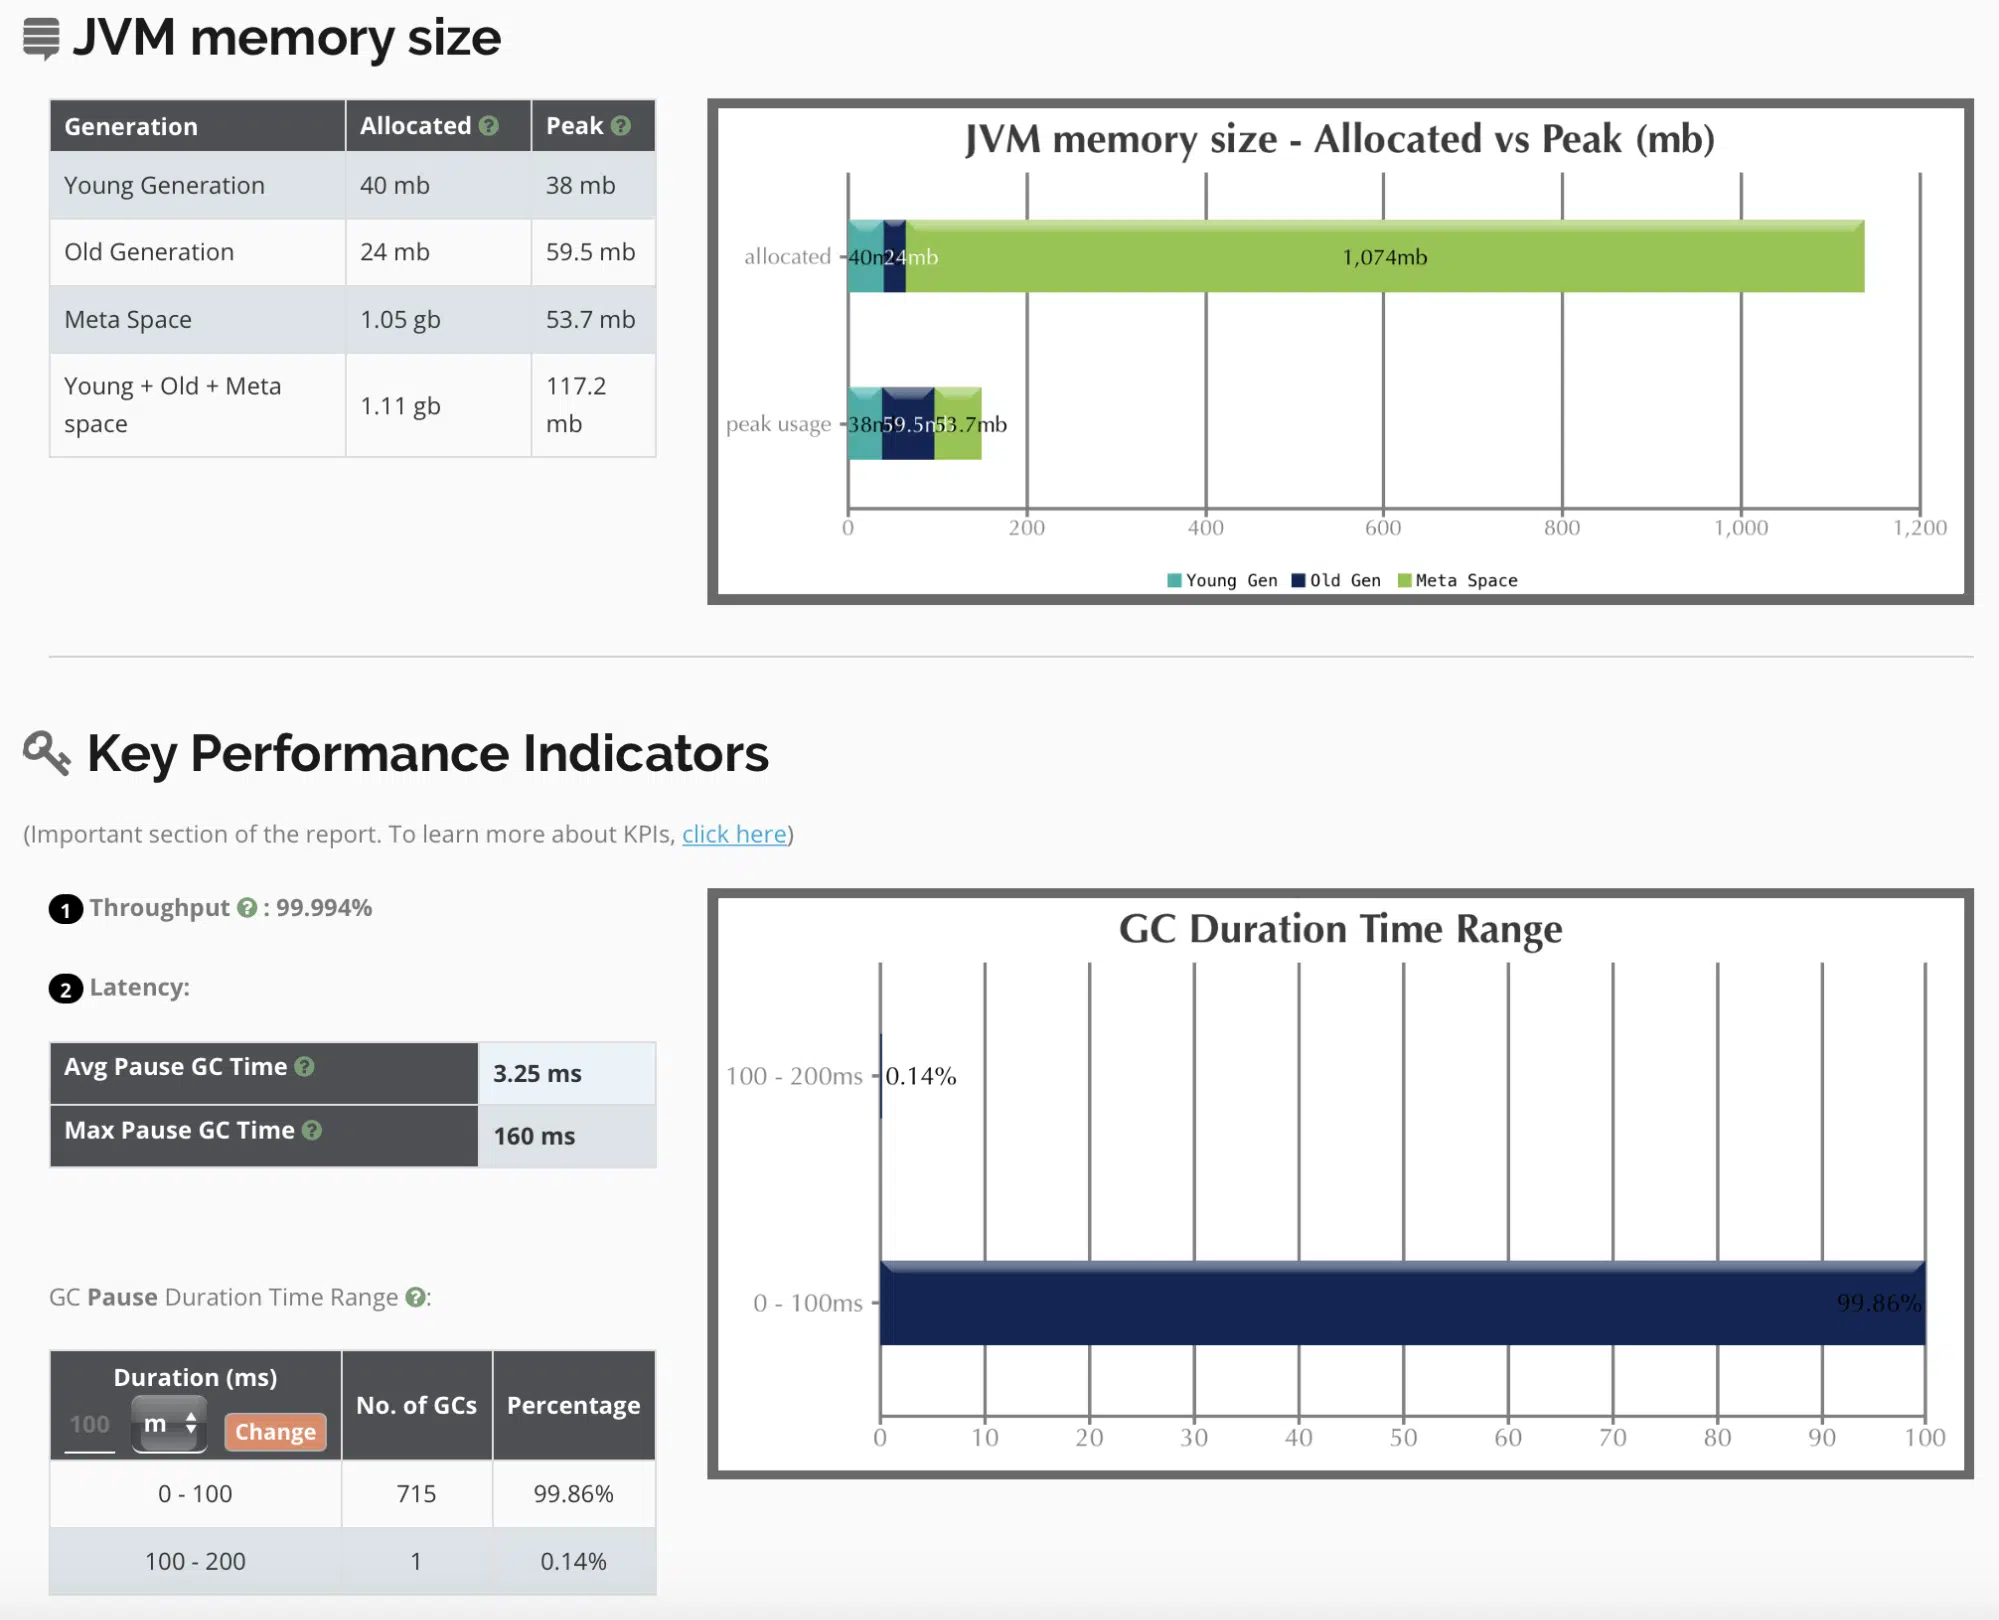 JVM memory size
Generation Allocated ? Peak ?
Young Generation 40 mb 38 mb
Old Generation 24 mb 59.5 mb
Meta Space 1.05 gb 53.7 mb
Young + Old + Meta space 1.11 gb 117.2 mb
JVM memory size - Allocated vs Peak (mb)
allocated 40m 24mb 1,074mb
peak usage 38m 59.5m 53.7mb
0 200 400 600 800 1,000 1,200
Young Gen Old Gen Meta Space
Key Performance Indicators
(Important section of the report. To learn more about KPIs, click here)
1 Throughput ? : 99.994%
2 Latency:
Avg Pause GC Time ? 3.25 ms
Max Pause GC Time ? 160 ms
GC Pause Duration Time Range ?:
Duration (ms) No. of GCs Percentage
100 m Change
0 - 100 715 99.86%
100 - 200 1 0.14%
GC Duration Time Range
100 - 200ms 0.14%
0 - 100ms 99.86%
0 10 20 30 40 50 60 70 80 90 100